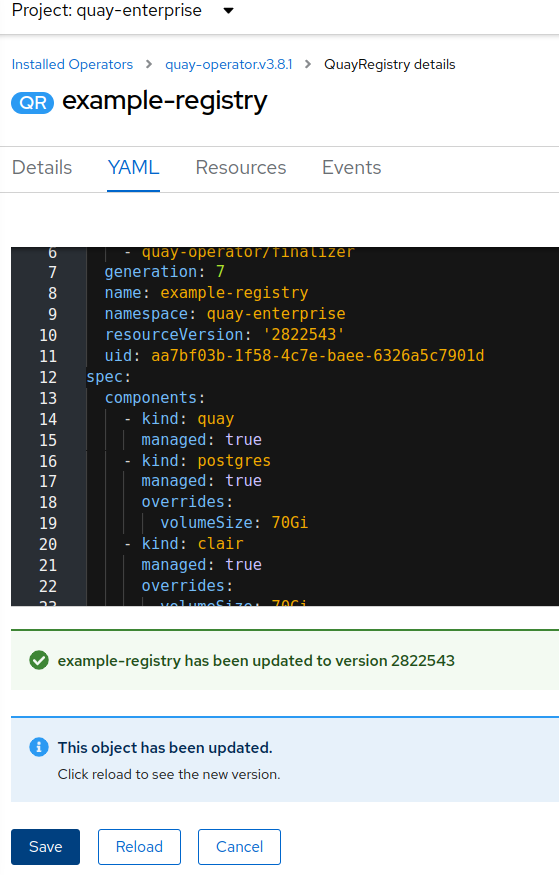 Project: quay-enterprise
Installed Operators > quay-operator.v3.8.1 > QuayRegistry details
QR example-registry
Details YAML Resources Events
6 - quay-operator/finalizer
7 generation: 7
8 name: example-registry
9 namespace: quay-enterprise
10 resourceVersion: '2822543'
11 uid: aa7bf03b-1f58-4c7e-baee-6326a5c7901d
12 spec:
13 components:
14 - kind: quay
15 managed: true
16 - kind: postgres
17 managed: true
18 overrides:
19 volumeSize: 70Gi
20 - kind: clair
21 managed: true
22 overrides:
23 volumeSize: 70Gi
example-registry has been updated to version 2822543
This object has been updated.
Click reload to see the new version.
Save Reload Cancel